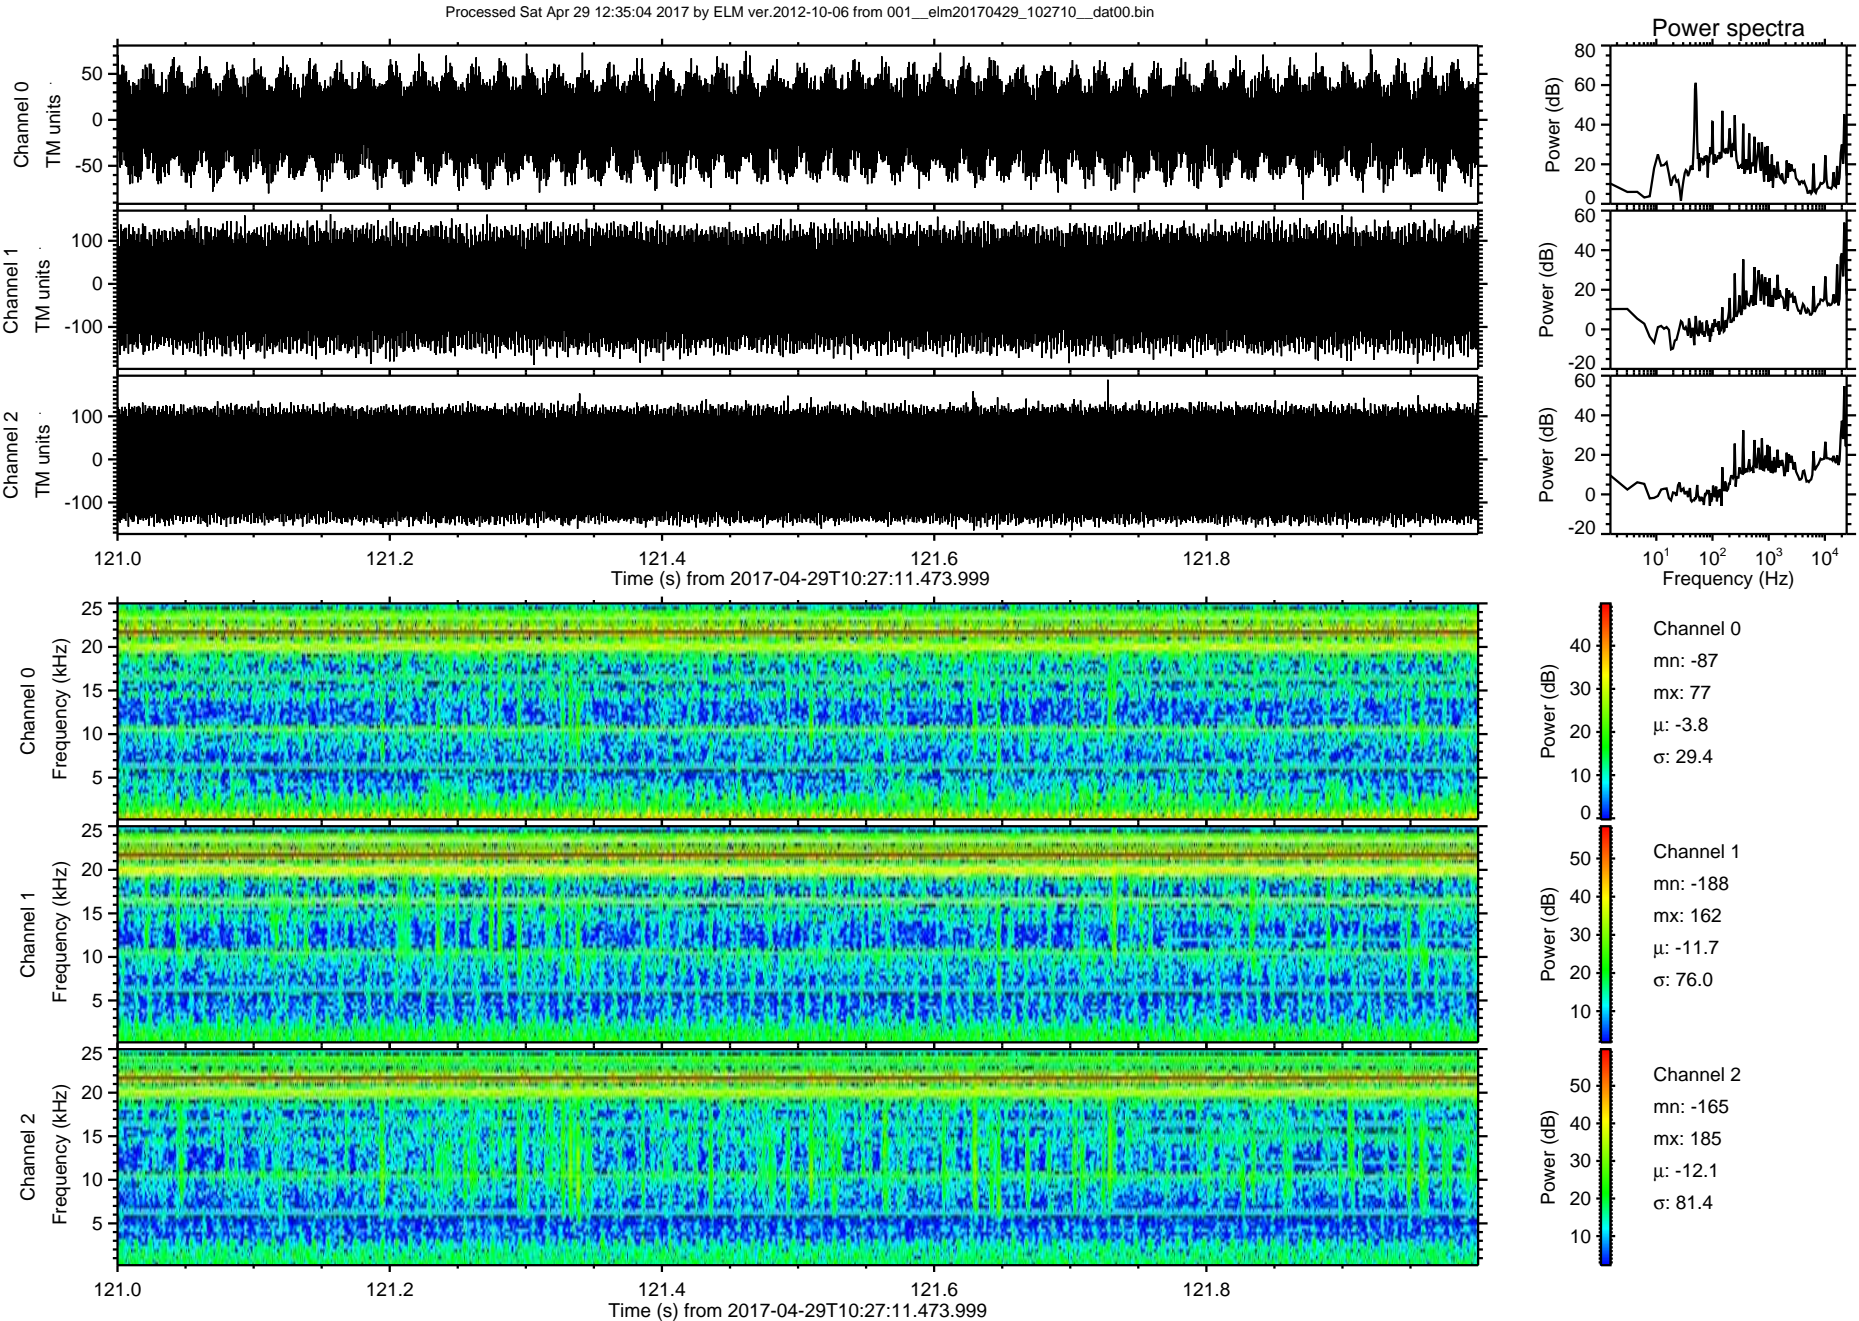 Processed Sat Apr 29 12:35:04 2017 by ELM ver.2012-10-06 from 001__elm20170429_102710__dat00.bin
Power spectra
Channel 0
TM units
50
0
-50
Power (dB)
80
60
40
20
0
Channel 1
TM units
100
0
-100
Power (dB)
60
40
20
0
-20
Channel 2
TM units
100
0
-100
Power (dB)
60
40
20
0
-20
121.0 121.2 121.4 121.6 121.8
Time (s) from 2017-04-29T10:27:11.473.999
10^1 10^2 10^3 10^4
Frequency (Hz)
Channel 0
Frequency (kHz)
25
20
15
10
5
Power (dB)
40
30
20
10
0
Channel 0
mn: -87
mx: 77
μ: -3.8
σ: 29.4
Channel 1
Frequency (kHz)
25
20
15
10
5
Power (dB)
50
40
30
20
10
Channel 1
mn: -188
mx: 162
μ: -11.7
σ: 76.0
Channel 2
Frequency (kHz)
25
20
15
10
5
Power (dB)
50
40
30
20
10
Channel 2
mn: -165
mx: 185
μ: -12.1
σ: 81.4
121.0 121.2 121.4 121.6 121.8
Time (s) from 2017-04-29T10:27:11.473.999